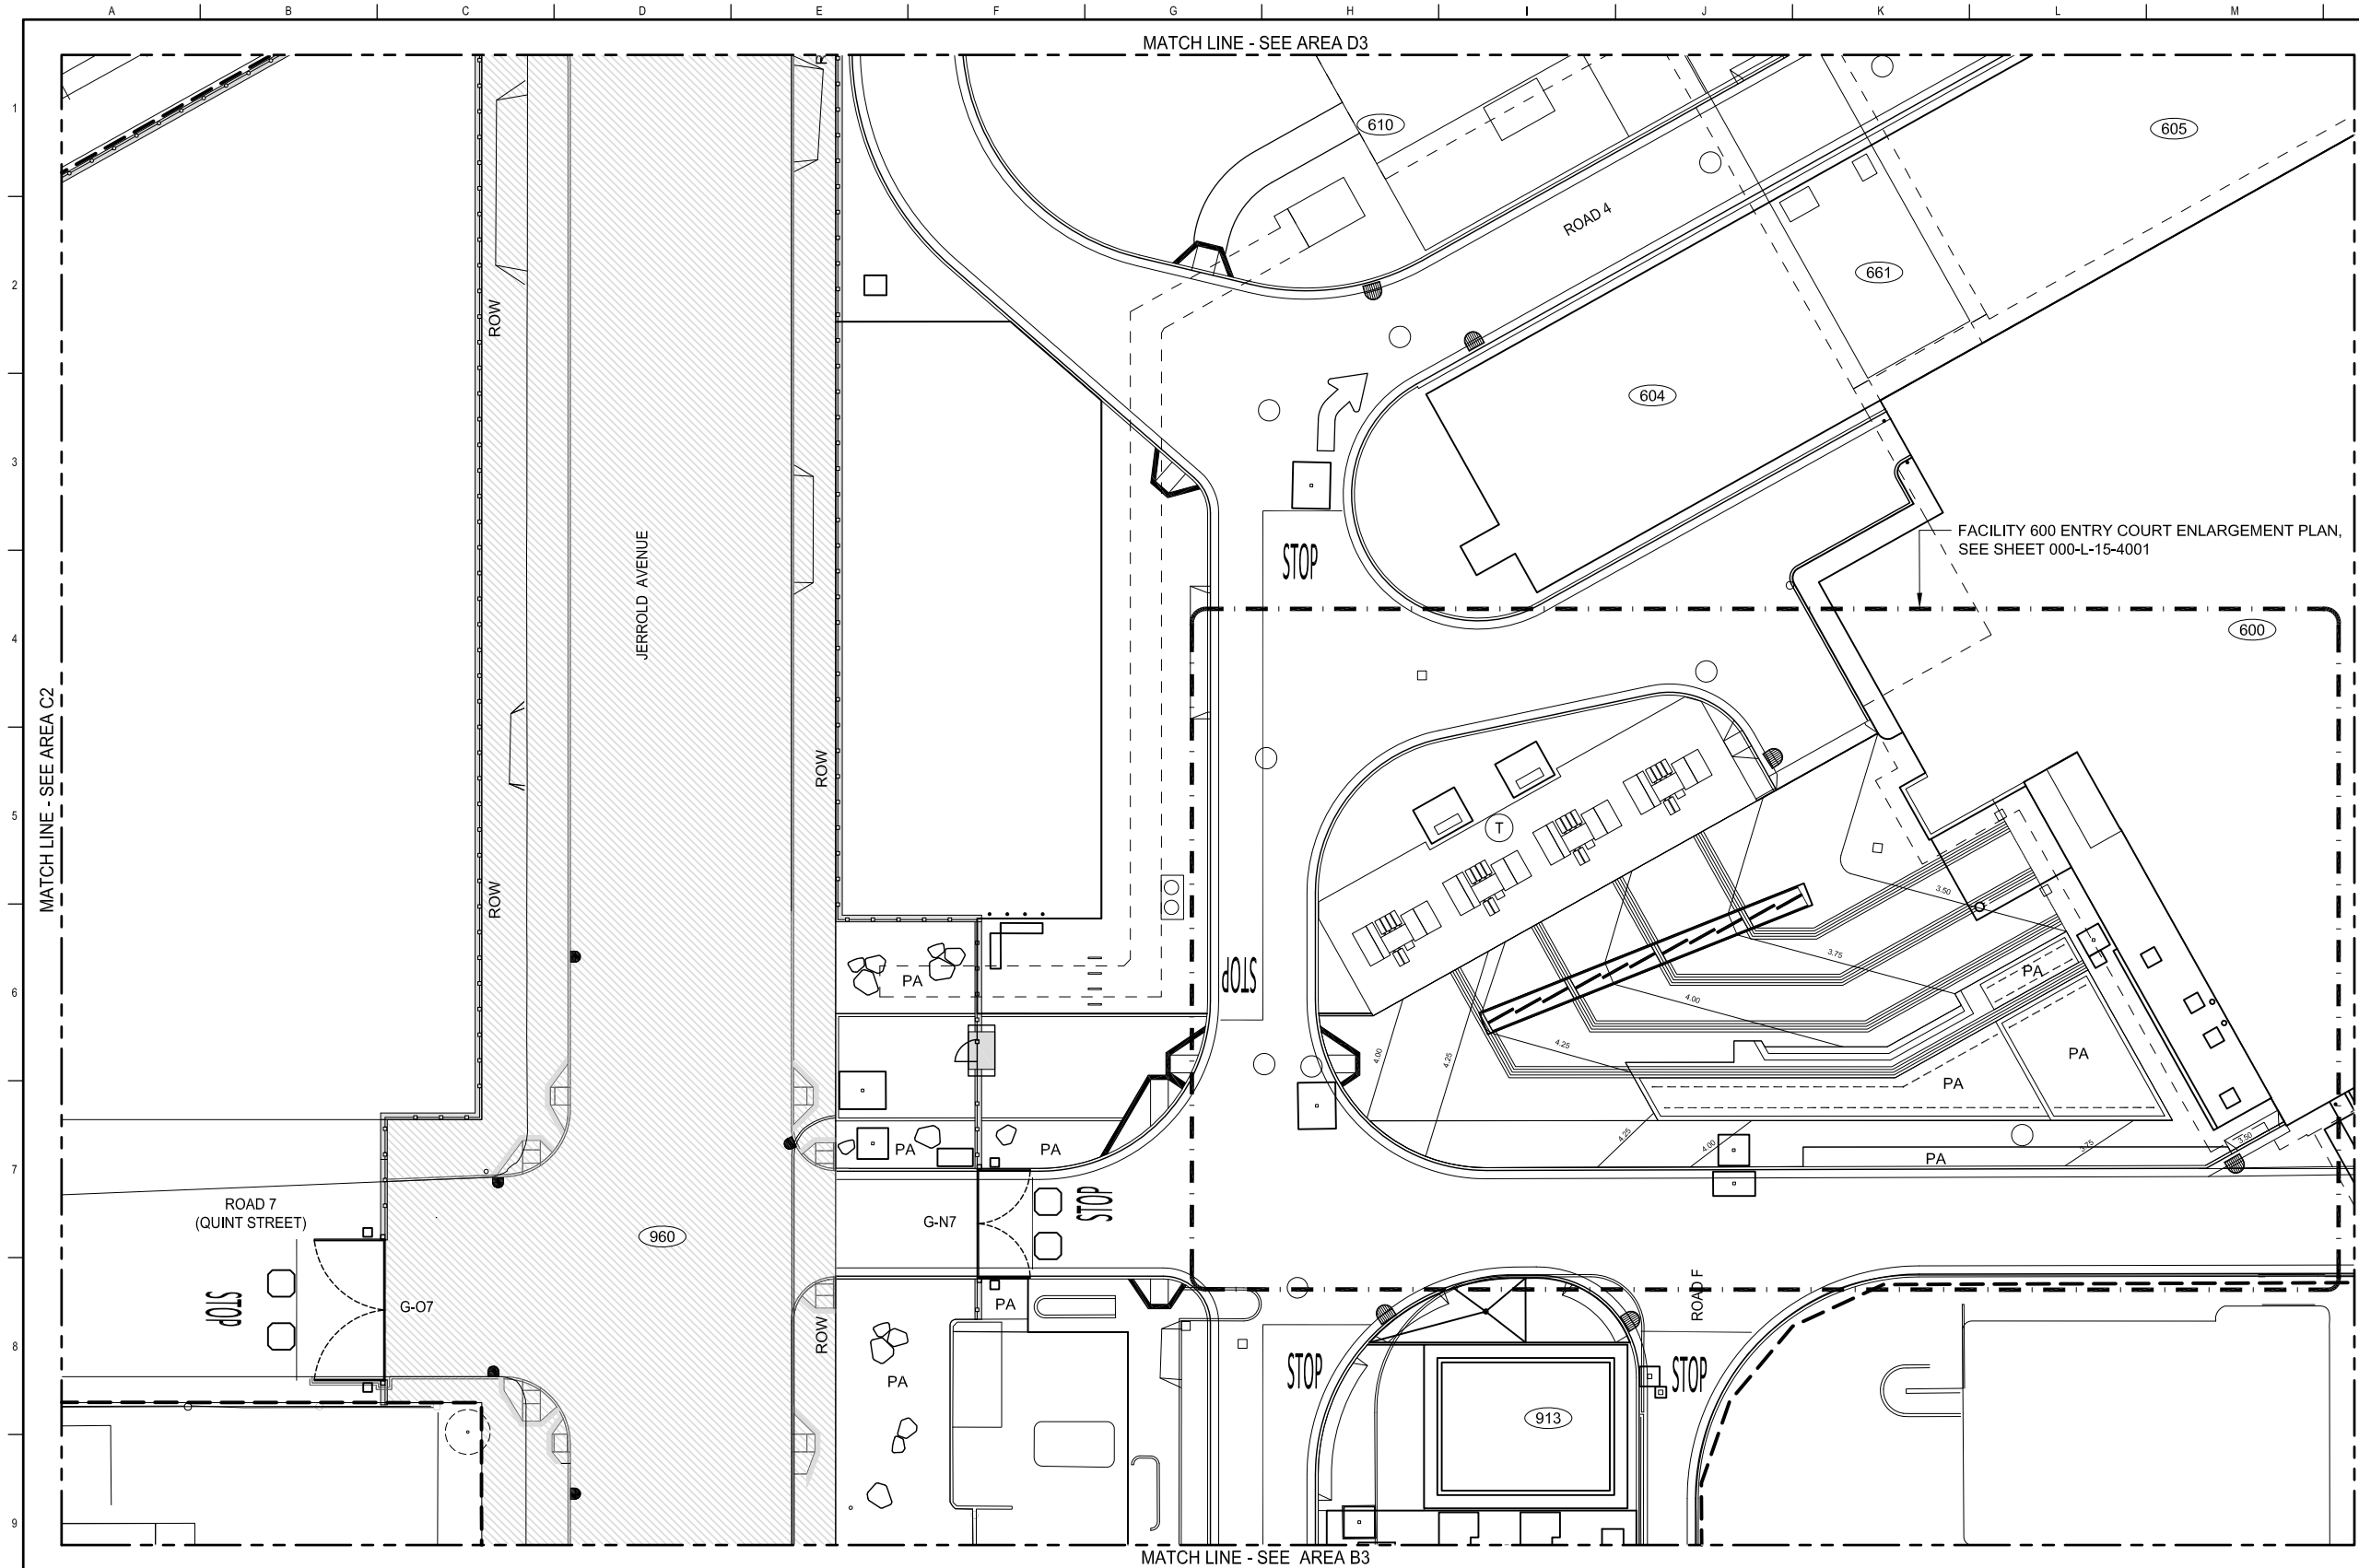 A B C D E F G H I J K L M
MATCH LINE - SEE AREA D3
1
610
605
ROAD 4
2
ROW
661
604
3
FACILITY 600 ENTRY COURT ENLARGEMENT PLAN,
SEE SHEET 000-L-15-4001
STOP
JERROLD AVENUE
4
600
MATCH LINE - SEE AREA C2
ROW
5
T
ROW
3.50
3.75
6
PA
STOP
PA
4.00
4.00
4.25
4.25
PA
PA
7
PA
PA
4.25
4.00
3.75
3.50
PA
ROAD 7
(QUINT STREET)
STOP
G-N7
960
ROAD F
STOP
G-O7
PA
8
ROW
STOP
STOP
PA
913
9
MATCH LINE - SEE AREA B3